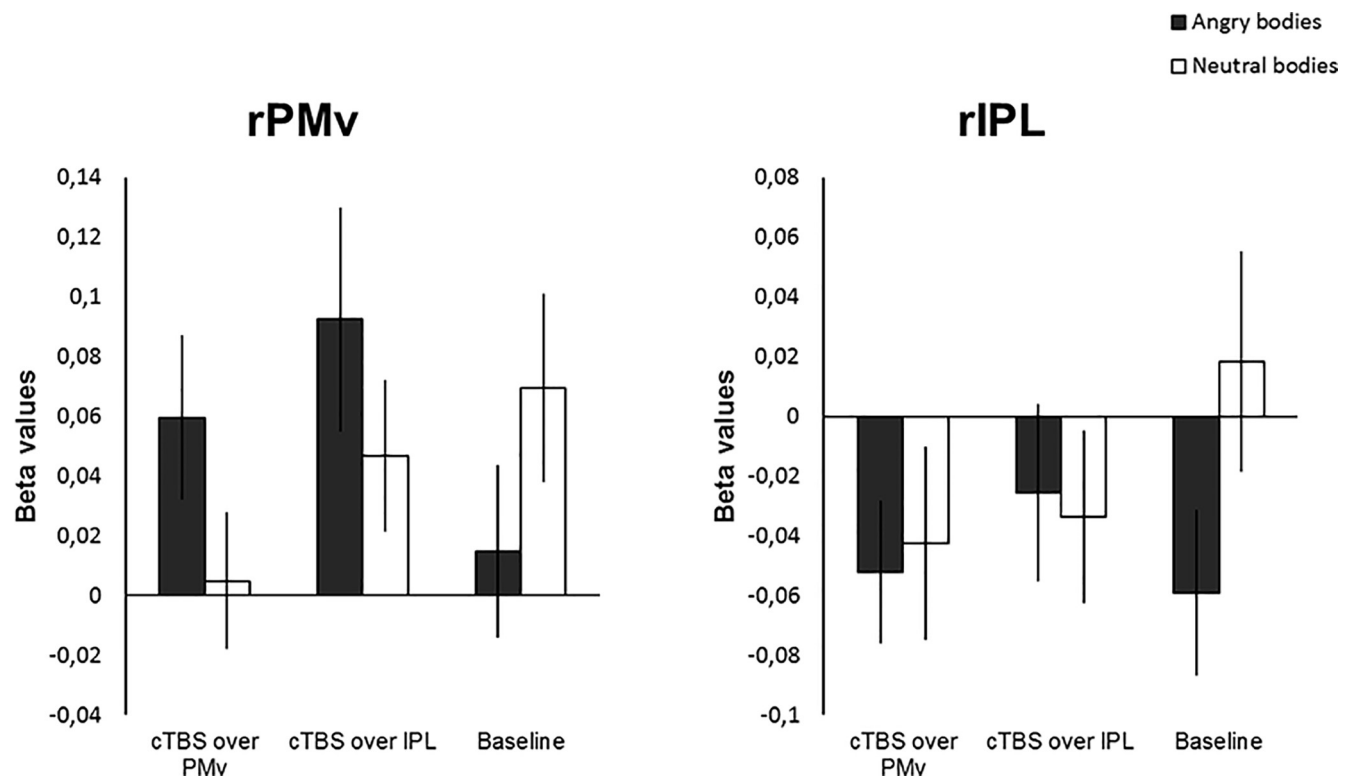 Angry bodies
Neutral bodies
rPMv
0,14
0,12
0,1
0,08
0,06
0,04
0,02
0
-0,02
-0,04
Beta values
cTBS over
PMv
cTBS over IPL
Baseline
rIPL
0,08
0,06
0,04
0,02
0
-0,02
-0,04
-0,06
-0,08
-0,1
Beta values
cTBS over
PMv
cTBS over IPL
Baseline